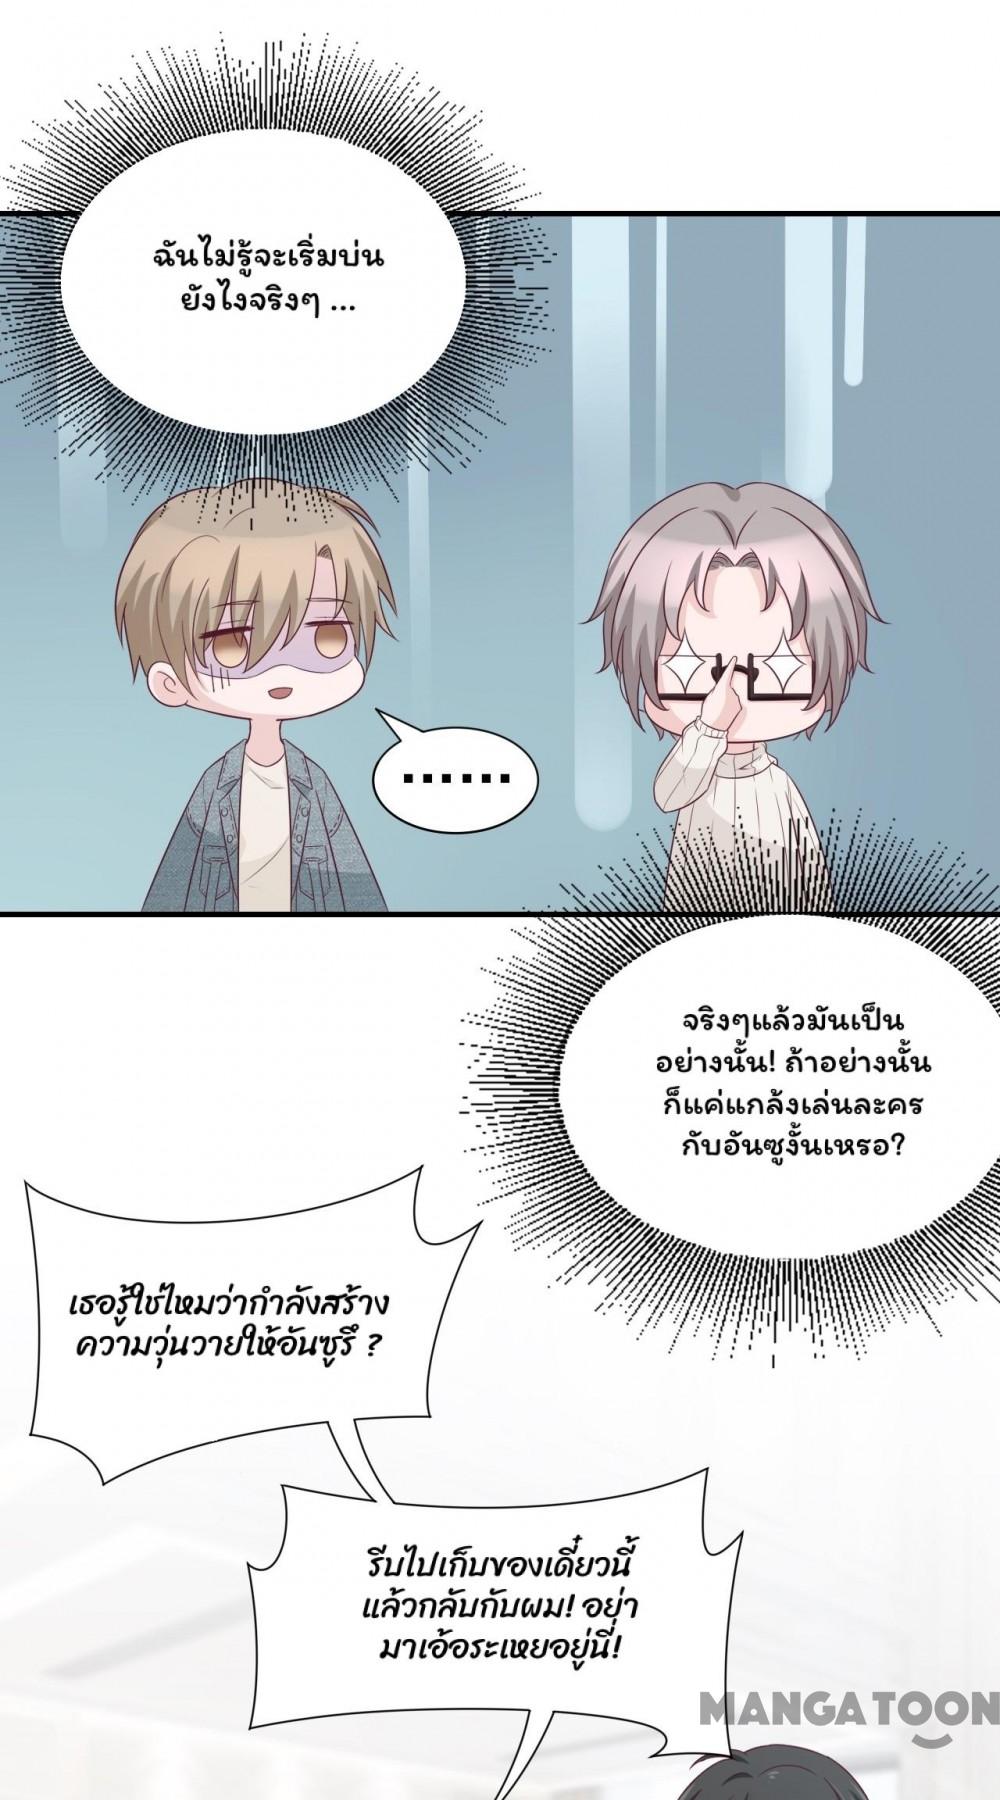 ฉันไม่รู้จะเริ่มบ่น
ยังไงจริงๆ ...
......
จริงๆแล้วมันเป็น
อย่างนั้น! ถ้าอย่างนั้น
ก็แค่แกล้งเล่นละคร
กับอันซูงั้นเหรอ?
เธอรู้ใช่ไหมว่ากำลังสร้าง
ความวุ่นวายให้อันซูรึ ?
รีบไปเก็บของเดี๋ยวนี้
แล้วกลับกับผม! อย่า
มาเอ้อระเหยอยู่นี่!
MANGATOON